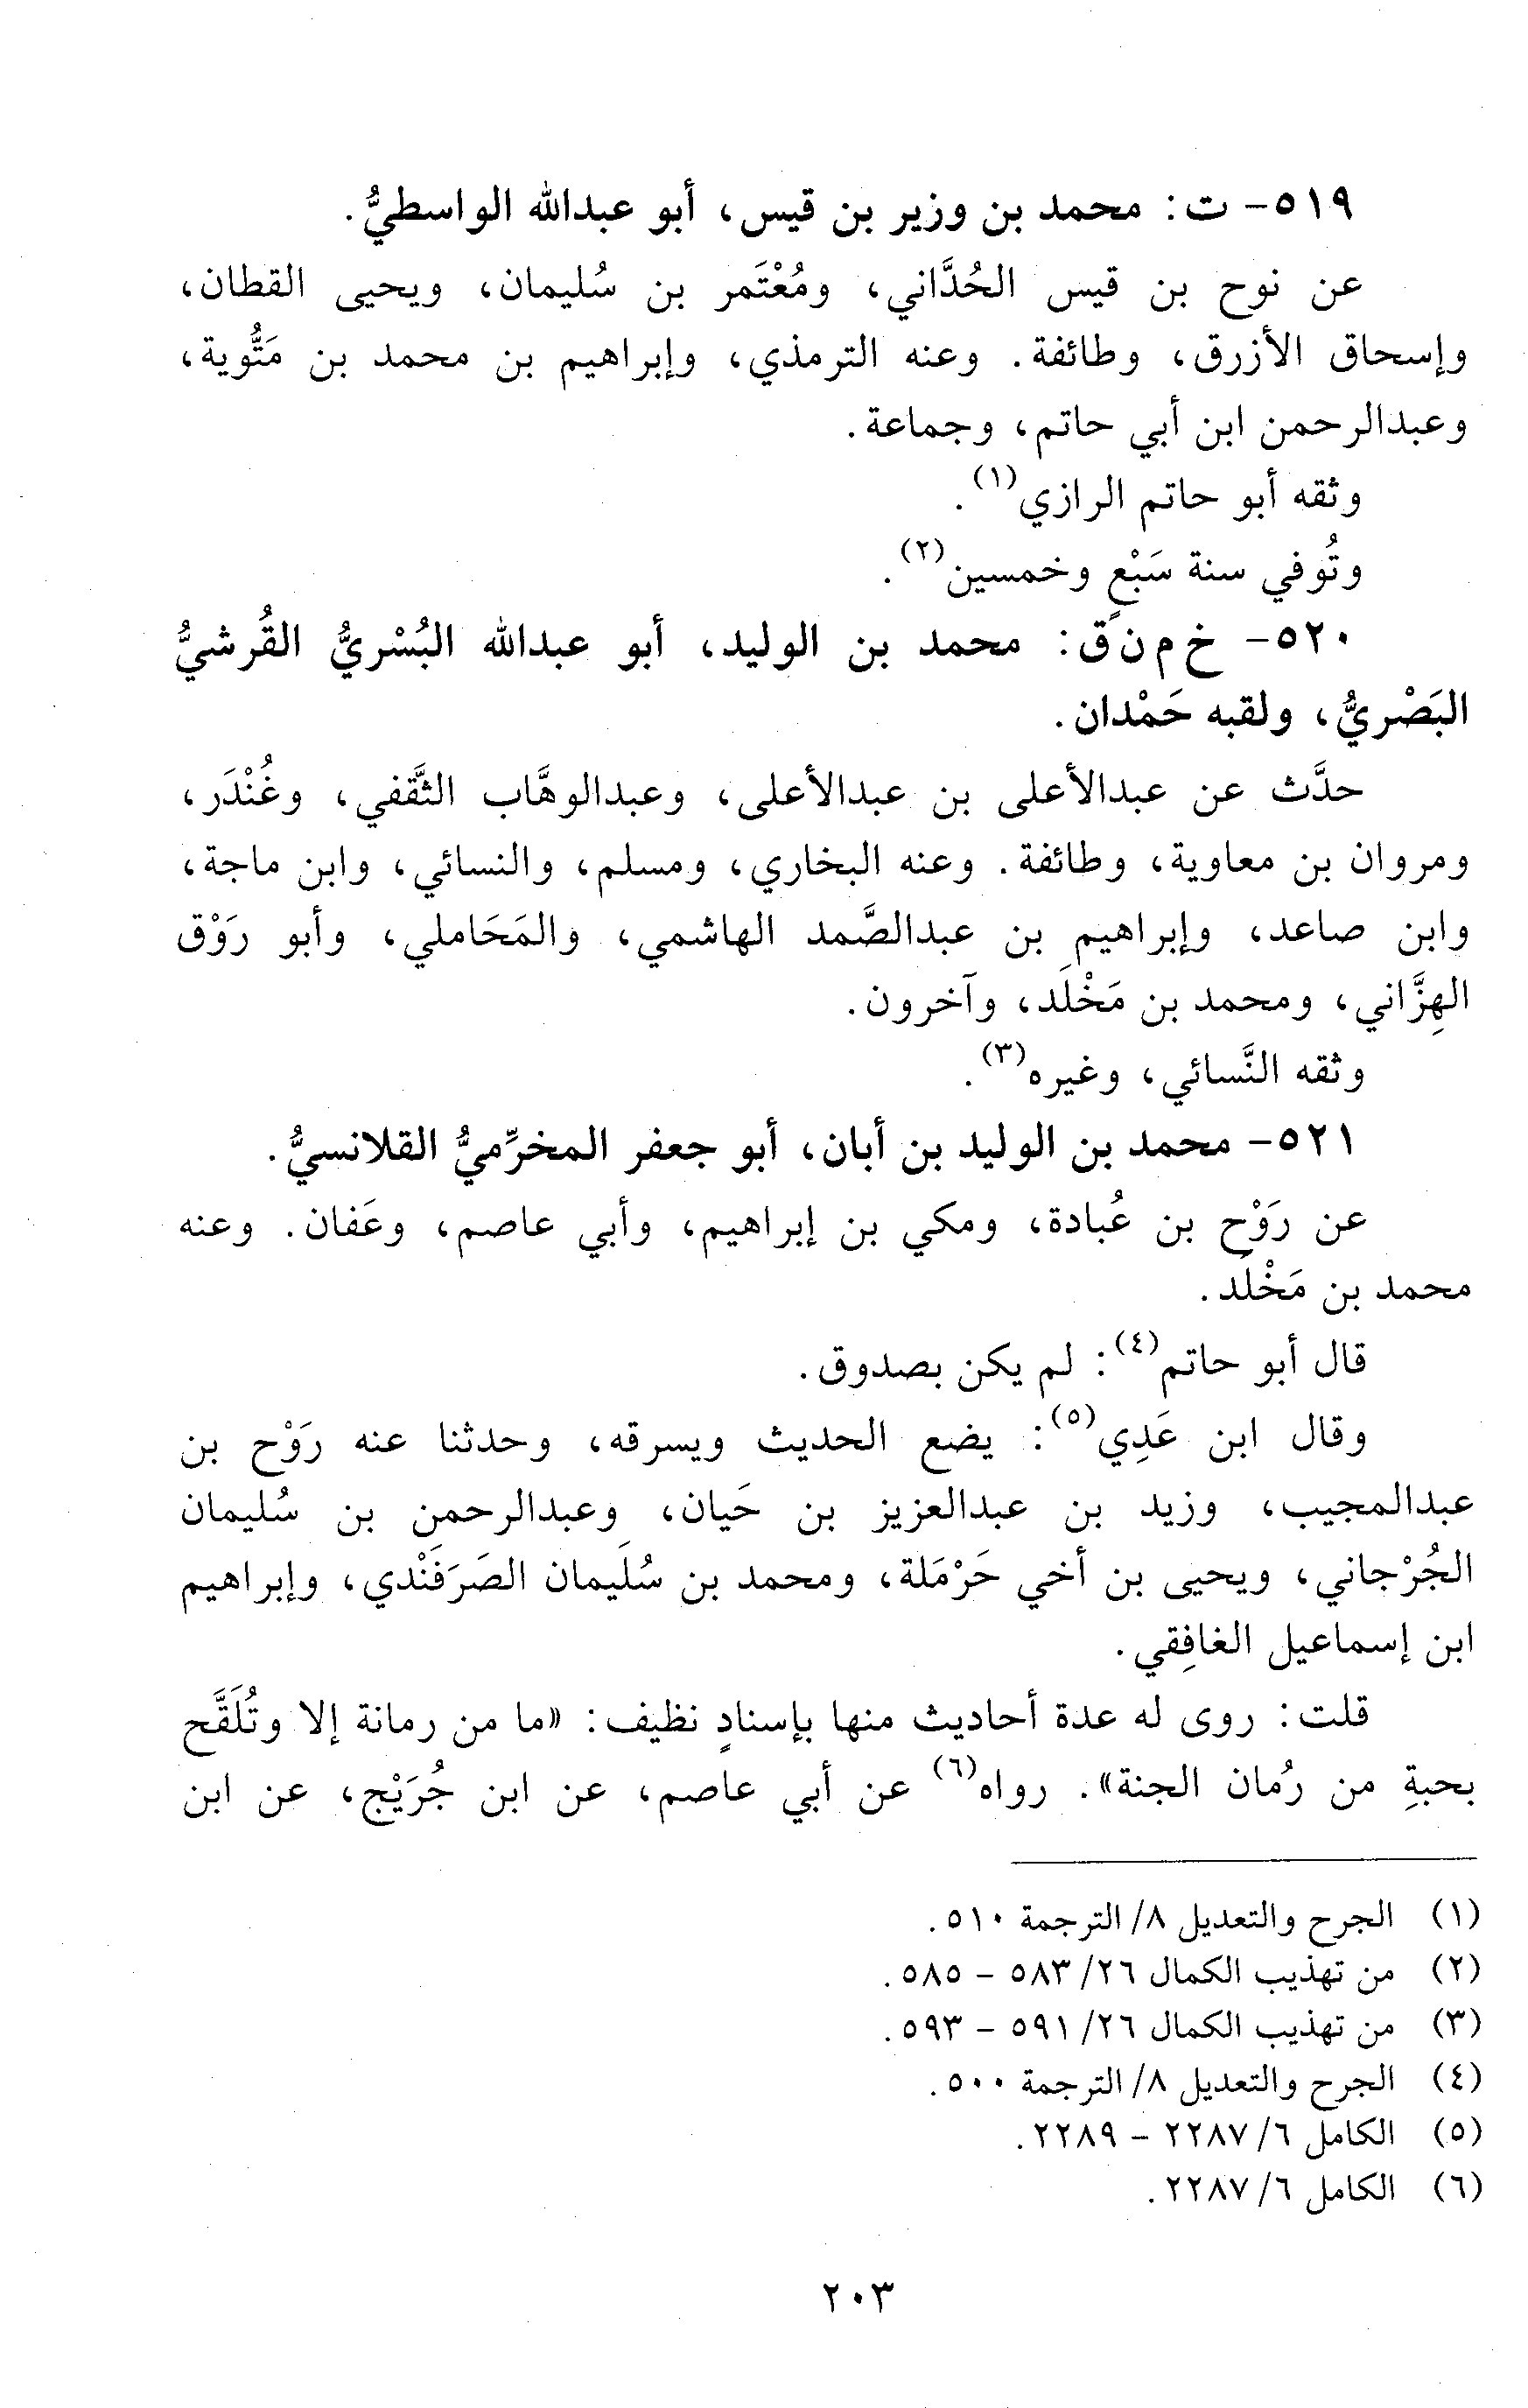 ٥١٩- ت: محمد بن وزير بن قيس، أبو عبدالله الواسطيُّ.
عن نوح بن قيس الحُدَّاني، ومُعْتَمر بن سُليمان، ويحيى القطان،
وإسحاق الأزرق، وطائفة. وعنه الترمذي، وإبراهيم بن محمد بن مَتُّوية،
وعبدالرحمن ابن أبي حاتم، وجماعة.
وثقه أبو حاتم الرازي(١).
وتُوفي سنة سَبْعٍ وخمسين(٢).
٥٢٠- خ م ن ق: محمد بن الوليد، أبو عبدالله البُسْريُّ القُرشيُّ
البَصْريُّ، ولقبه حَمْدان.
حدَّث عن عبدالأعلى بن عبدالأعلى، وعبدالوهَّاب الثَّقفي، وغُنْدَر،
ومروان بن معاوية، وطائفة. وعنه البخاري، ومسلم، والنسائي، وابن ماجة،
وابن صاعد، وإبراهيم بن عبدالصَّمد الهاشمي، والمَحَاملي، وأبو رَوْق
الهِزَّاني، ومحمد بن مَخْلَد، وآخرون.
وثقه النَّسائي، وغيره(٣).
٥٢١- محمد بن الوليد بن أبان، أبو جعفر المخرِّميُّ القلانسيُّ.
عن رَوْح بن عُبادة، ومكي بن إبراهيم، وأبي عاصم، وعَفان. وعنه
محمد بن مَخْلَد.
قال أبو حاتم(٤): لم يكن بصدوق.
وقال ابن عَدِي(٥): يضع الحديث ويسرقه، وحدثنا عنه رَوْح بن
عبدالمجيب، وزيد بن عبدالعزيز بن حَيان، وعبدالرحمن بن سُليمان
الجُرْجاني، ويحيى بن أخي حَرْمَلة، ومحمد بن سُلَيمان الصَرَفَنْدي، وإبراهيم
ابن إسماعيل الغافِقي.
قلت: روى له عدة أحاديث منها بإسنادٍ نظيف: «ما من رمانة إلا وتُلَقَّح
بحبةِ من رُمان الجنة». رواه(٦) عن أبي عاصم، عن ابن جُرَيْج، عن ابن
(١) الجرح والتعديل ٨/ الترجمة ٥١٠.
(٢) من تهذيب الكمال ٢٦/ ٥٨٣ - ٥٨٥.
(٣) من تهذيب الكمال ٢٦/ ٥٩١ - ٥٩٣.
(٤) الجرح والتعديل ٨/ الترجمة ٥٠٠.
(٥) الكامل ٦/ ٢٢٨٧ - ٢٢٨٩.
(٦) الكامل ٦/ ٢٢٨٧.
٢٠٣